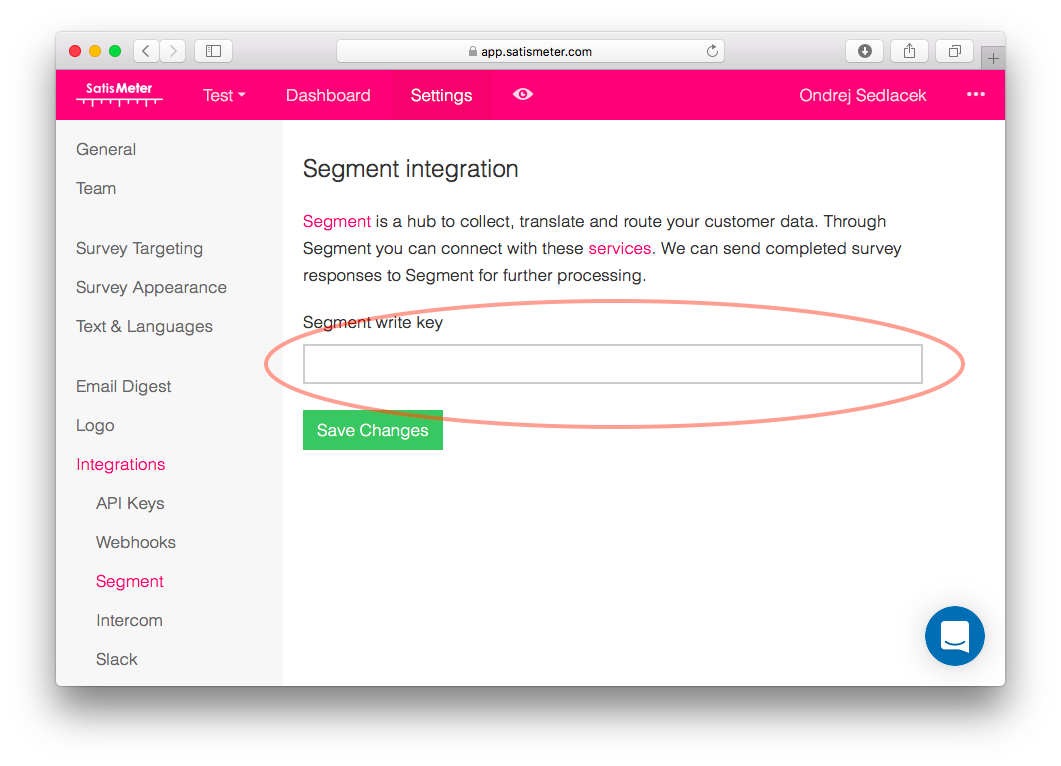 app.satismeter.com
SatisMeter
Test
Dashboard
Settings
Ondrej Sedlacek
General
Team
Survey Targeting
Survey Appearance
Text & Languages
Email Digest
Logo
Integrations
API Keys
Webhooks
Segment
Intercom
Slack
Segment integration
Segment is a hub to collect, translate and route your customer data. Through
Segment you can connect with these services. We can send completed survey
responses to Segment for further processing.
Segment write key
Save Changes